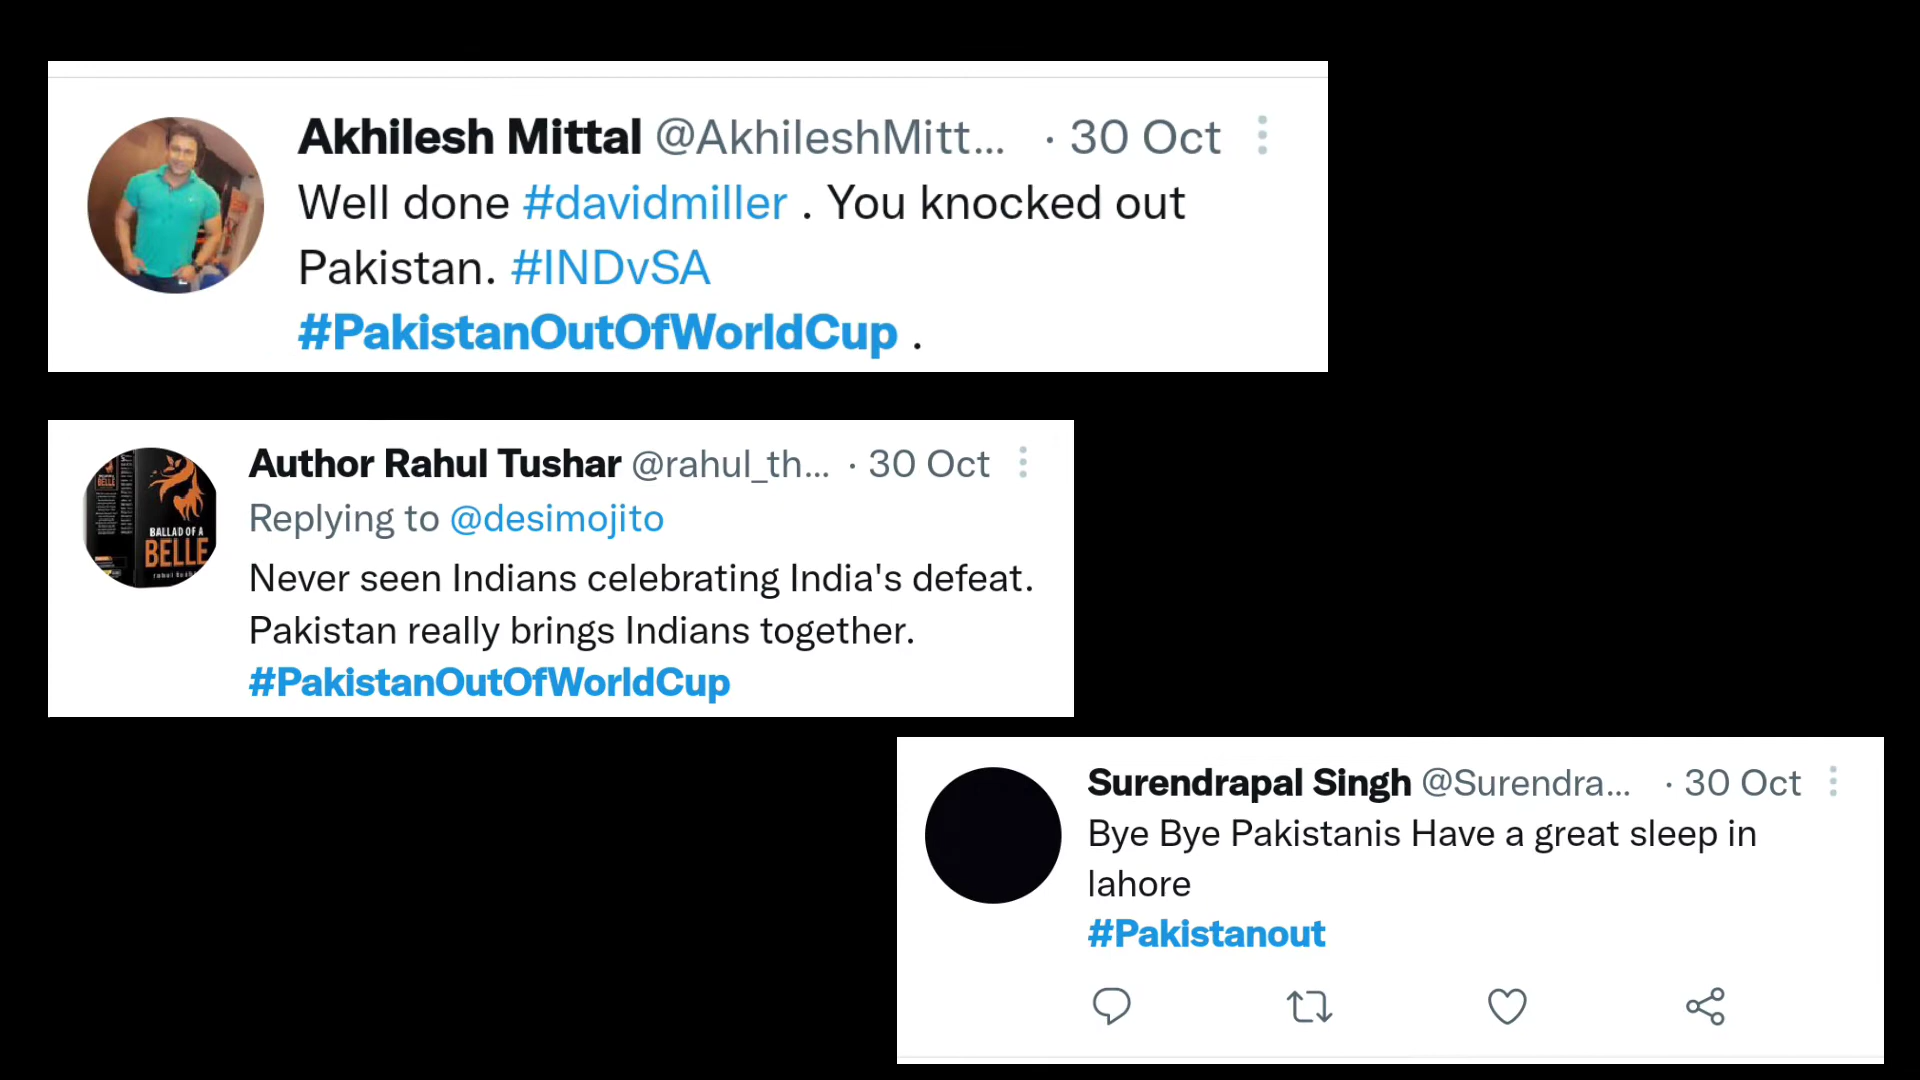 Akhilesh Mittal @AkhileshMitt... · 30 Oct
Well done #davidmiller . You knocked out
Pakistan. #INDvSA
#PakistanOutOfWorldCup .
Author Rahul Tushar @rahul_th... · 30 Oct
Replying to @desimojito
Never seen Indians celebrating India's defeat.
Pakistan really brings Indians together.
#PakistanOutOfWorldCup
BALLAD OF A
BELLE
Surendrapal Singh @Surendra... · 30 Oct
Bye Bye Pakistanis Have a great sleep in
lahore
#Pakistanout